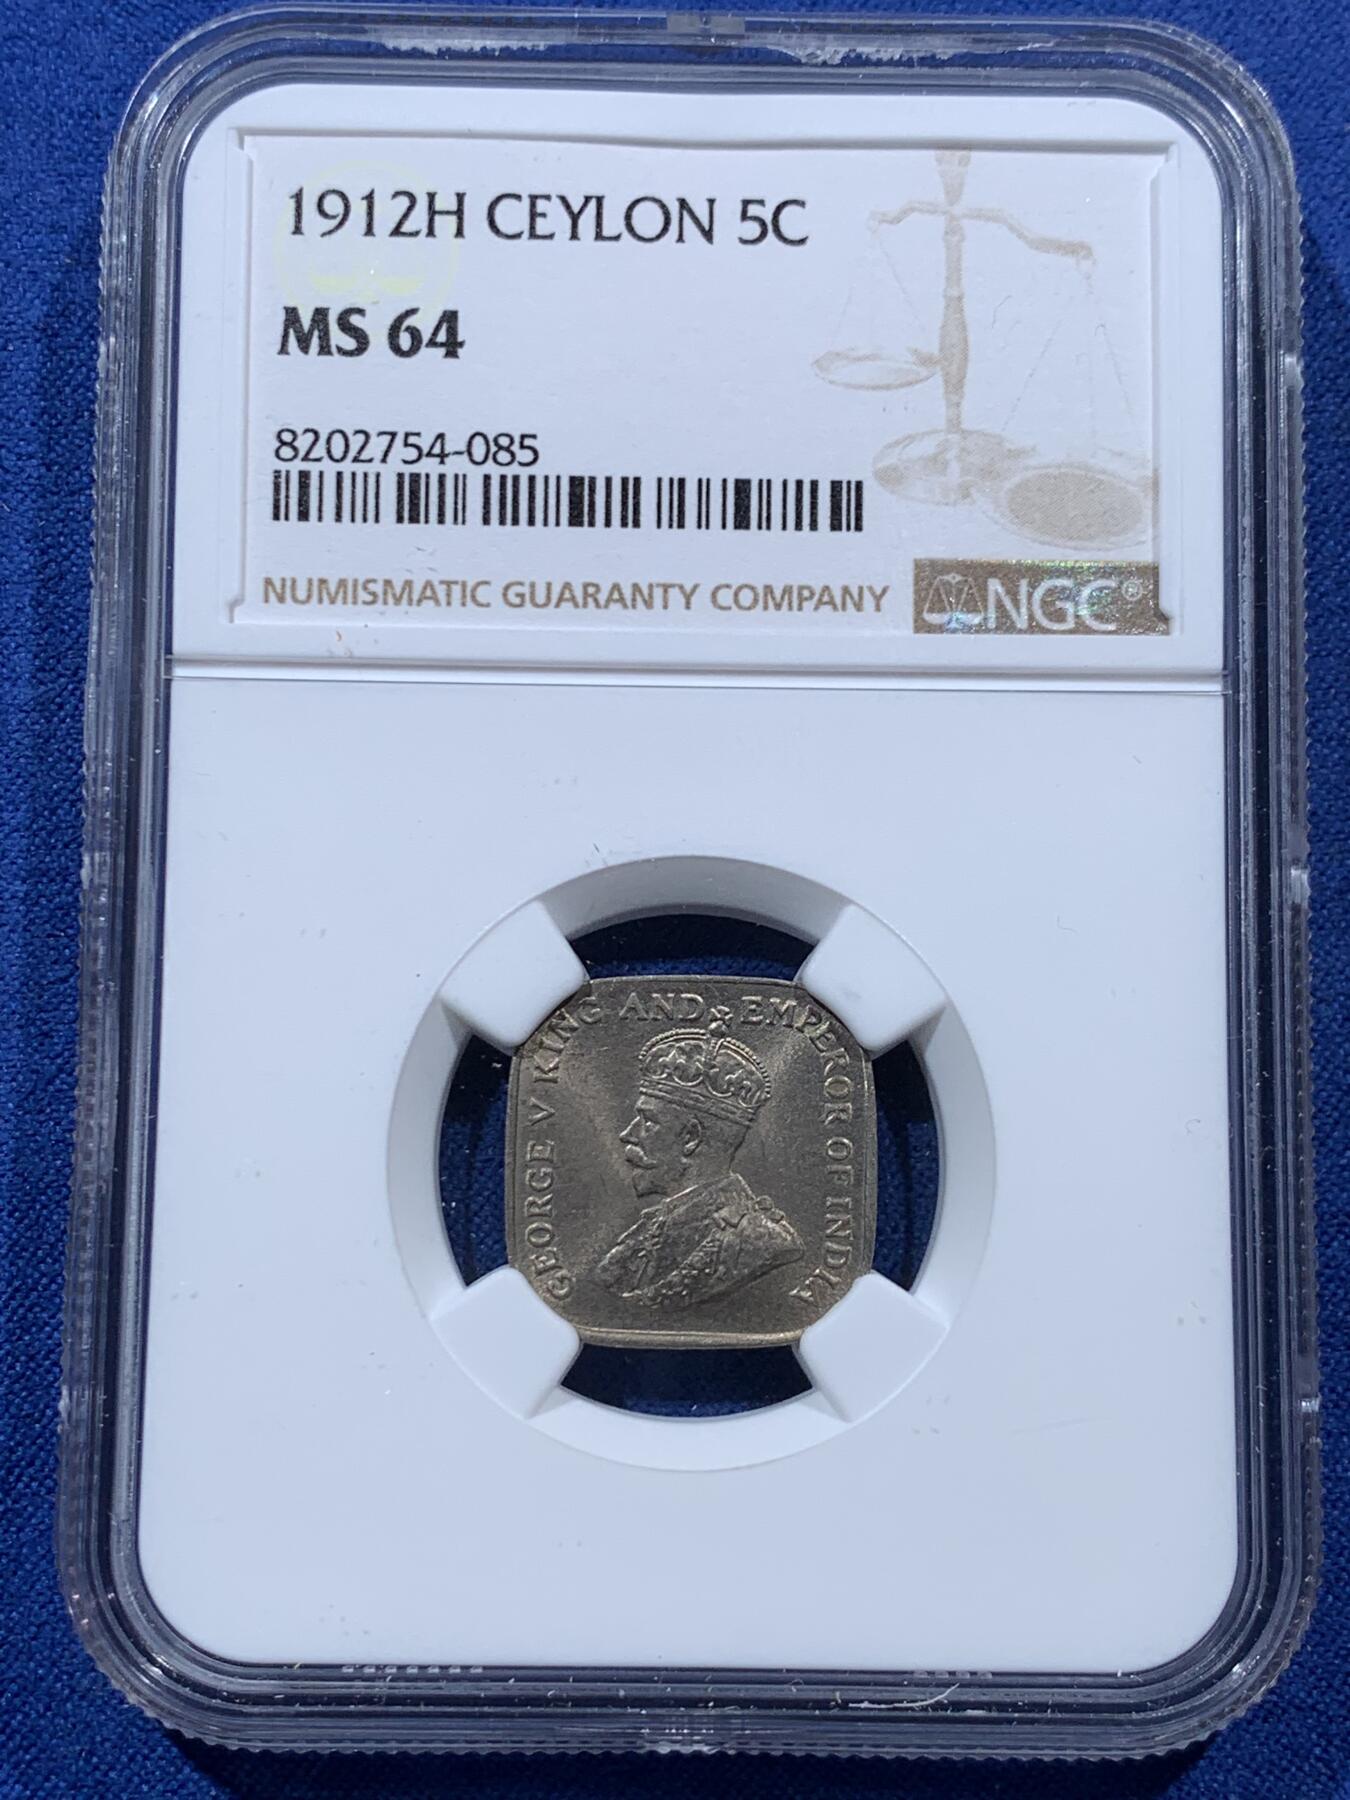 1912H CEYLON 5C
MS 64
8202754-085
NUMISMATIC GUARANTY COMPANY
NGC®
GEORGE V KING AND EMPEROR OF INDIA